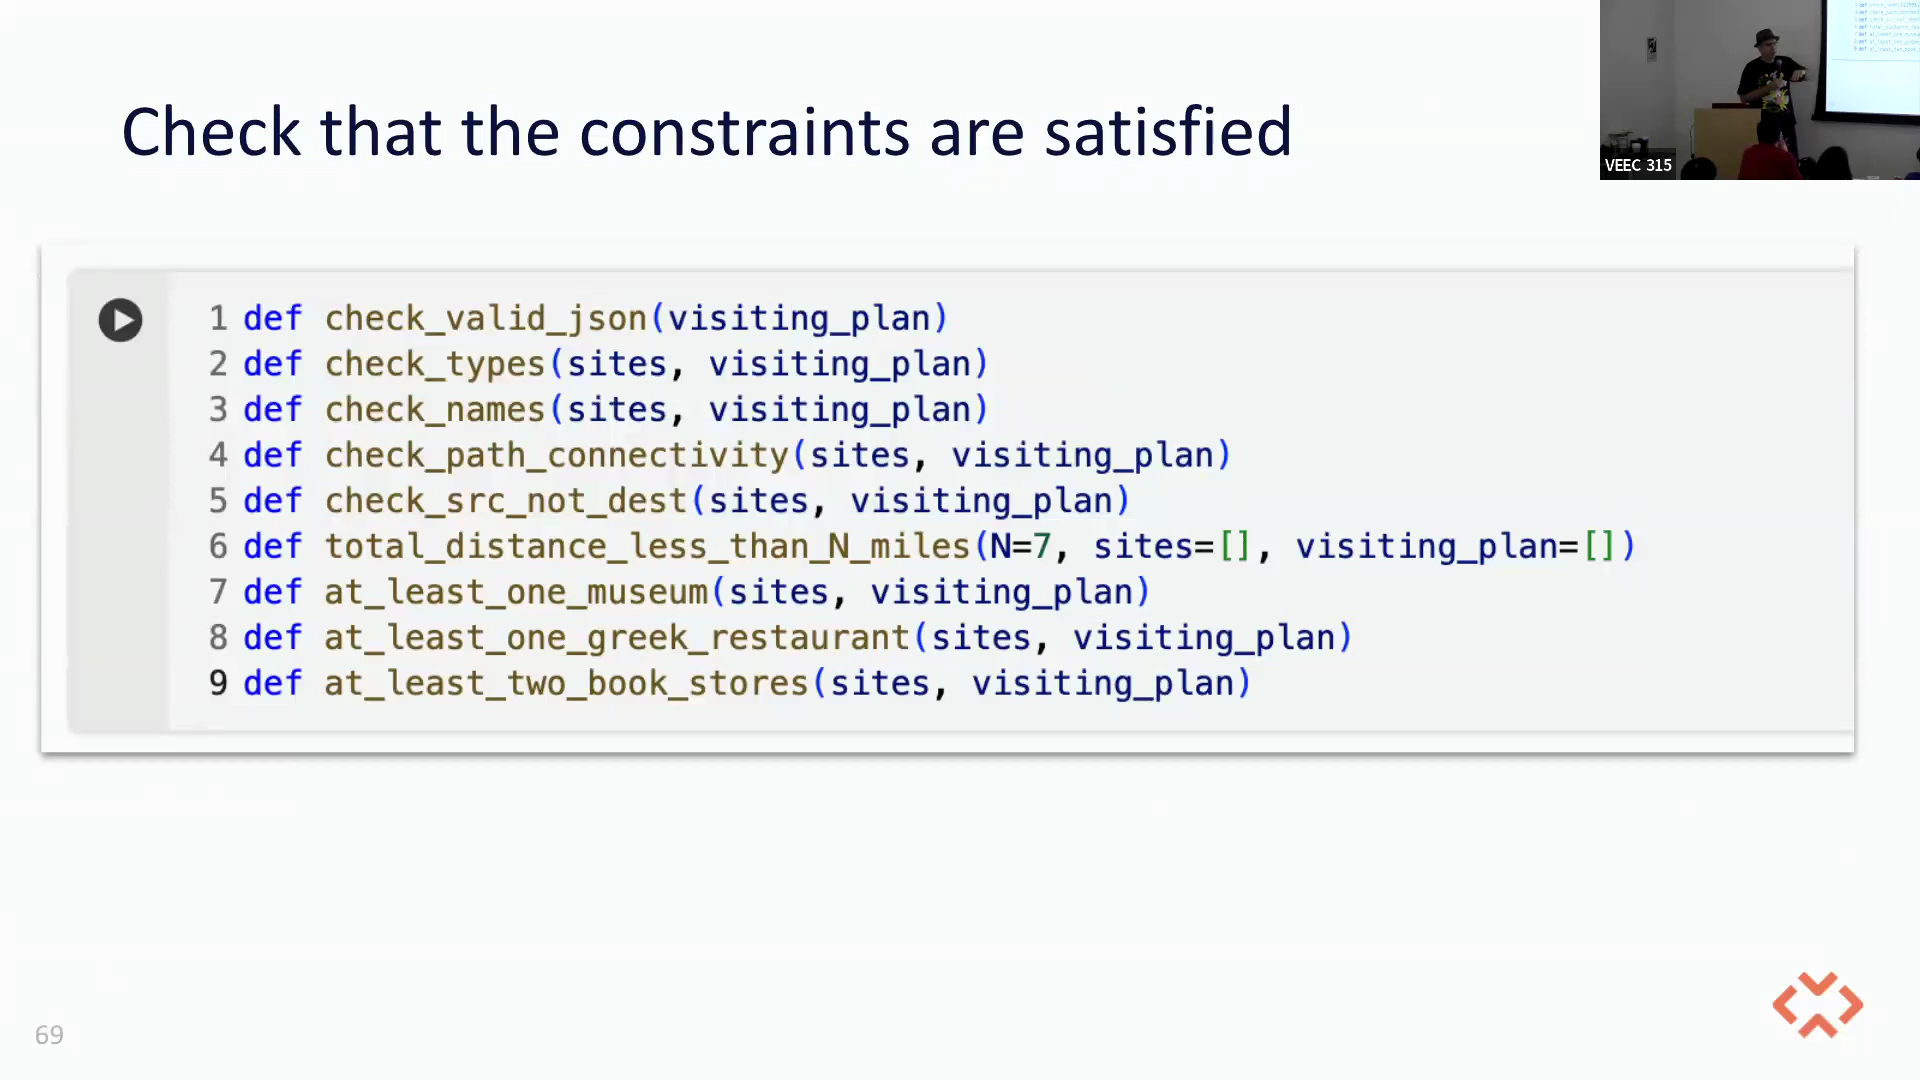 Check that the constraints are satisfied
VEEC 315
1 def check_valid_json(visiting_plan)
2 def check_types(sites, visiting_plan)
3 def check_names(sites, visiting_plan)
4 def check_path_connectivity(sites, visiting_plan)
5 def check_src_not_dest(sites, visiting_plan)
6 def total_distance_less_than_N_miles(N=7, sites=[], visiting_plan=[])
7 def at_least_one_museum(sites, visiting_plan)
8 def at_least_one_greek_restaurant(sites, visiting_plan)
9 def at_least_two_book_stores(sites, visiting_plan)
69